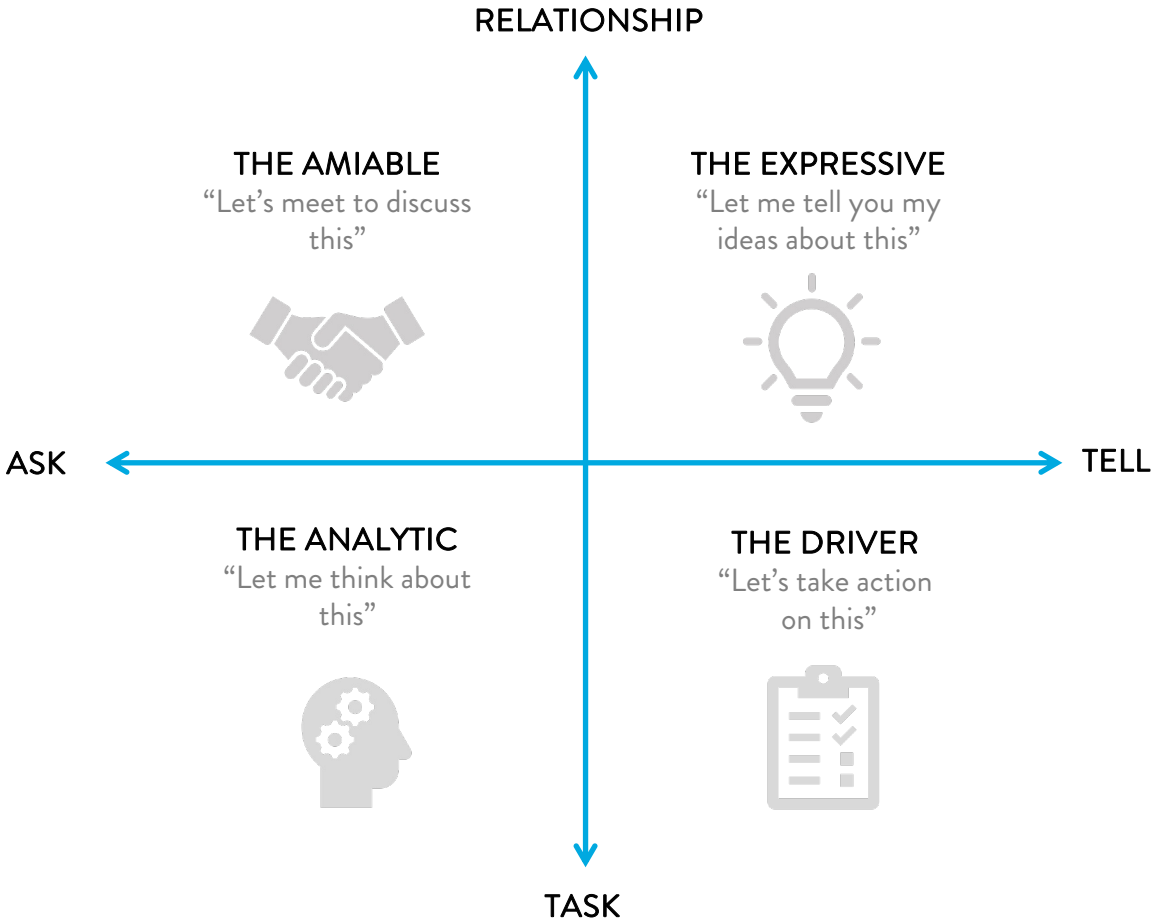 RELATIONSHIP
THE AMIABLE
“Let’s meet to discuss
this”
THE EXPRESSIVE
“Let me tell you my
ideas about this”
ASK
TELL
THE ANALYTIC
“Let me think about
this”
THE DRIVER
“Let’s take action
on this”
TASK